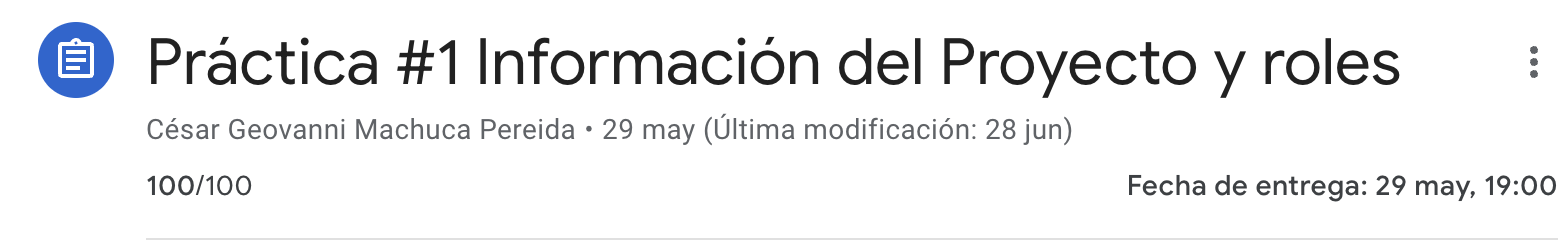 Práctica #1 Información del Proyecto y roles
César Geovanni Machuca Pereida • 29 may (Última modificación: 28 jun)
100/100
Fecha de entrega: 29 may, 19:00